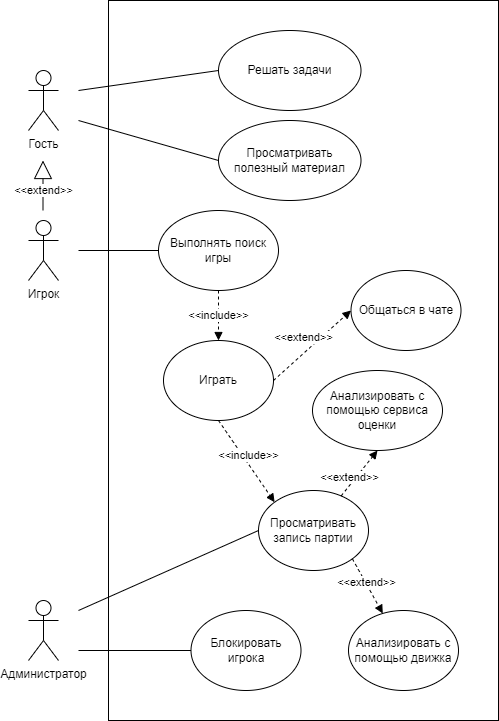 Решать задачи
Гость
Просматривать
полезный материал
<<extend>>
Игрок
Выполнять поиск
игры
<<include>>
Общаться в чате
<<extend>>
Играть
Анализировать с
помощью сервиса
оценки
<<include>>
<<extend>>
Просматривать
запись партии
<<extend>>
Администратор
Блокировать
игрока
Анализировать с
помощью движка